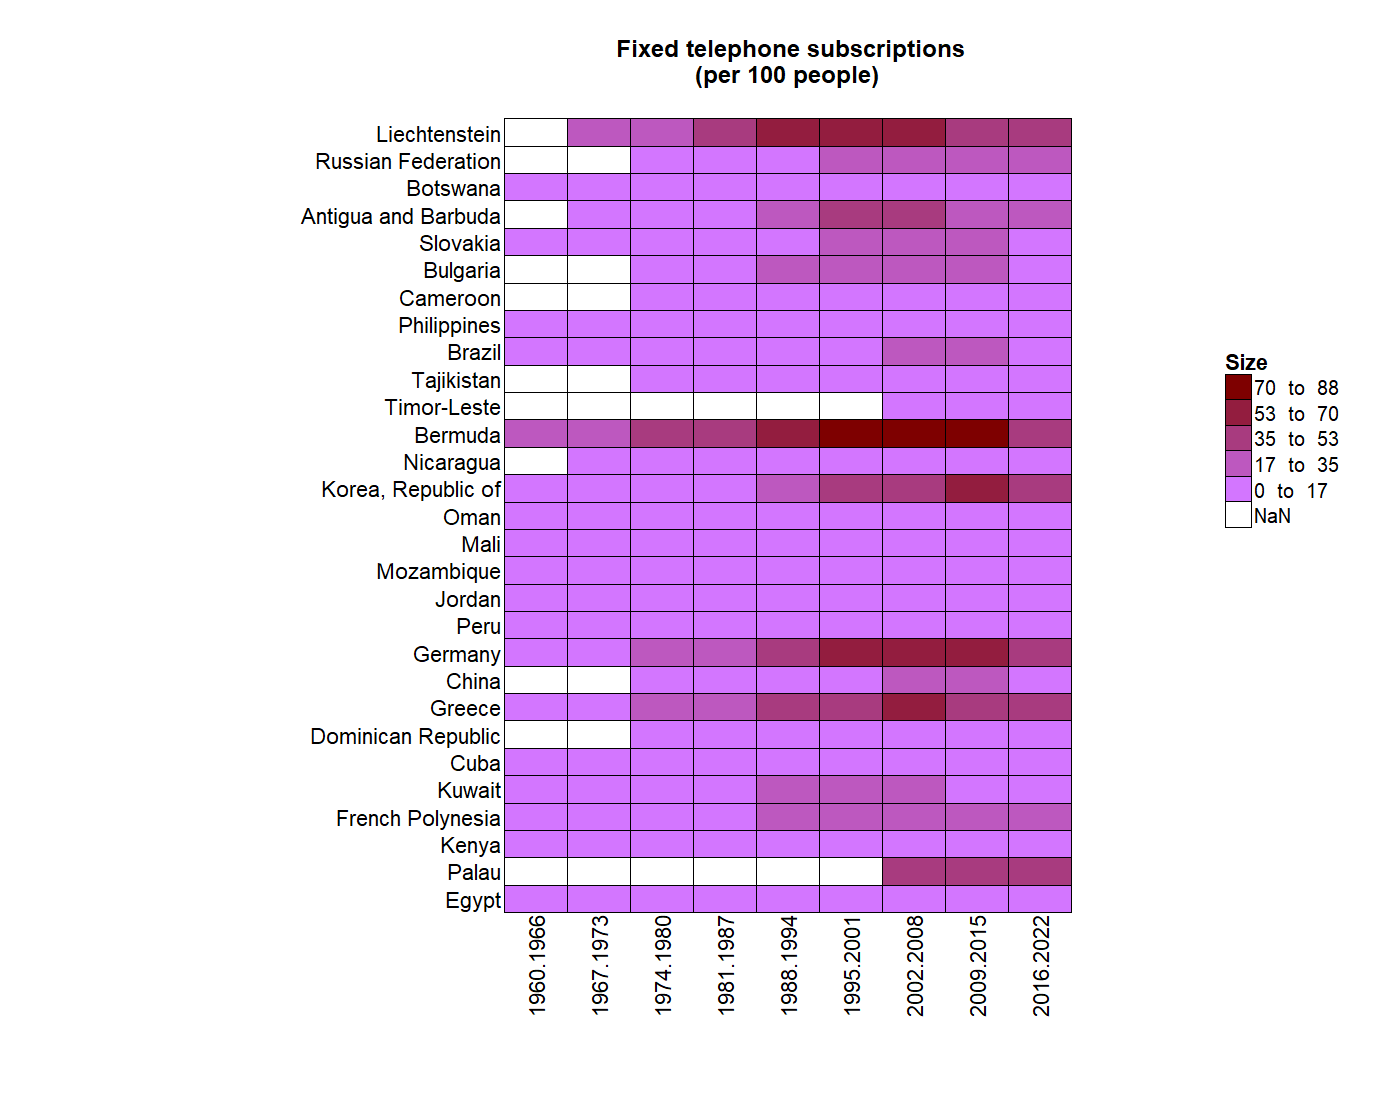 Fixed telephone subscriptions
(per 100 people)
Liechtenstein
Russian Federation
Botswana
Antigua and Barbuda
Slovakia
Bulgaria
Cameroon
Philippines
Brazil
Tajikistan
Timor-Leste
Bermuda
Nicaragua
Korea, Republic of
Oman
Mali
Mozambique
Jordan
Peru
Germany
China
Greece
Dominican Republic
Cuba
Kuwait
French Polynesia
Kenya
Palau
Egypt
1960.1966
1967.1973
1974.1980
1981.1987
1988.1994
1995.2001
2002.2008
2009.2015
2016.2022
Size
70 to 88
53 to 70
35 to 53
17 to 35
0 to 17
NaN